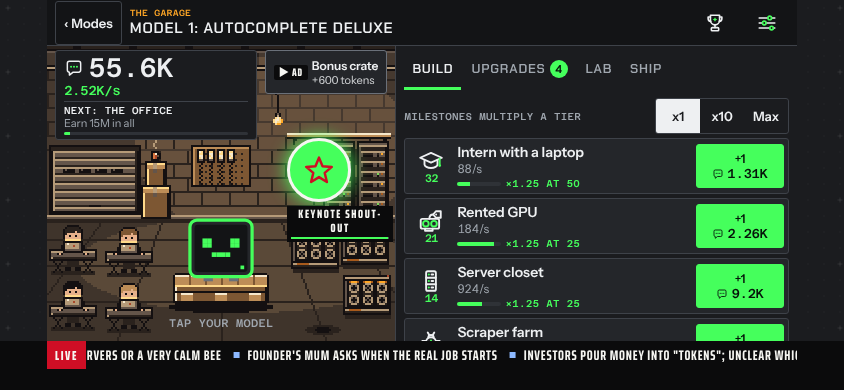 ‹ Modes
THE GARAGE
MODEL 1: AUTOCOMPLETE DELUXE
55.6K
2.52K/s
NEXT: THE OFFICE
Earn 15M in all
AD
Bonus crate
+600 tokens
KEYNOTE SHOUT-
OUT
TAP YOUR MODEL
BUILD
UPGRADES 4
LAB
SHIP
MILESTONES MULTIPLY A TIER
x1
x10
Max
32
Intern with a laptop
88/s
×1.25 AT 50
+1
1.31K
21
Rented GPU
184/s
×1.25 AT 25
+1
2.26K
14
Server closet
924/s
×1.25 AT 25
+1
9.2K
Scraper farm
+1
LIVE
RVERS OR A VERY CALM BEE ■ FOUNDER'S MUM ASKS WHEN THE REAL JOB STARTS ■ INVESTORS POUR MONEY INTO "TOKENS"; UNCLEAR WHI